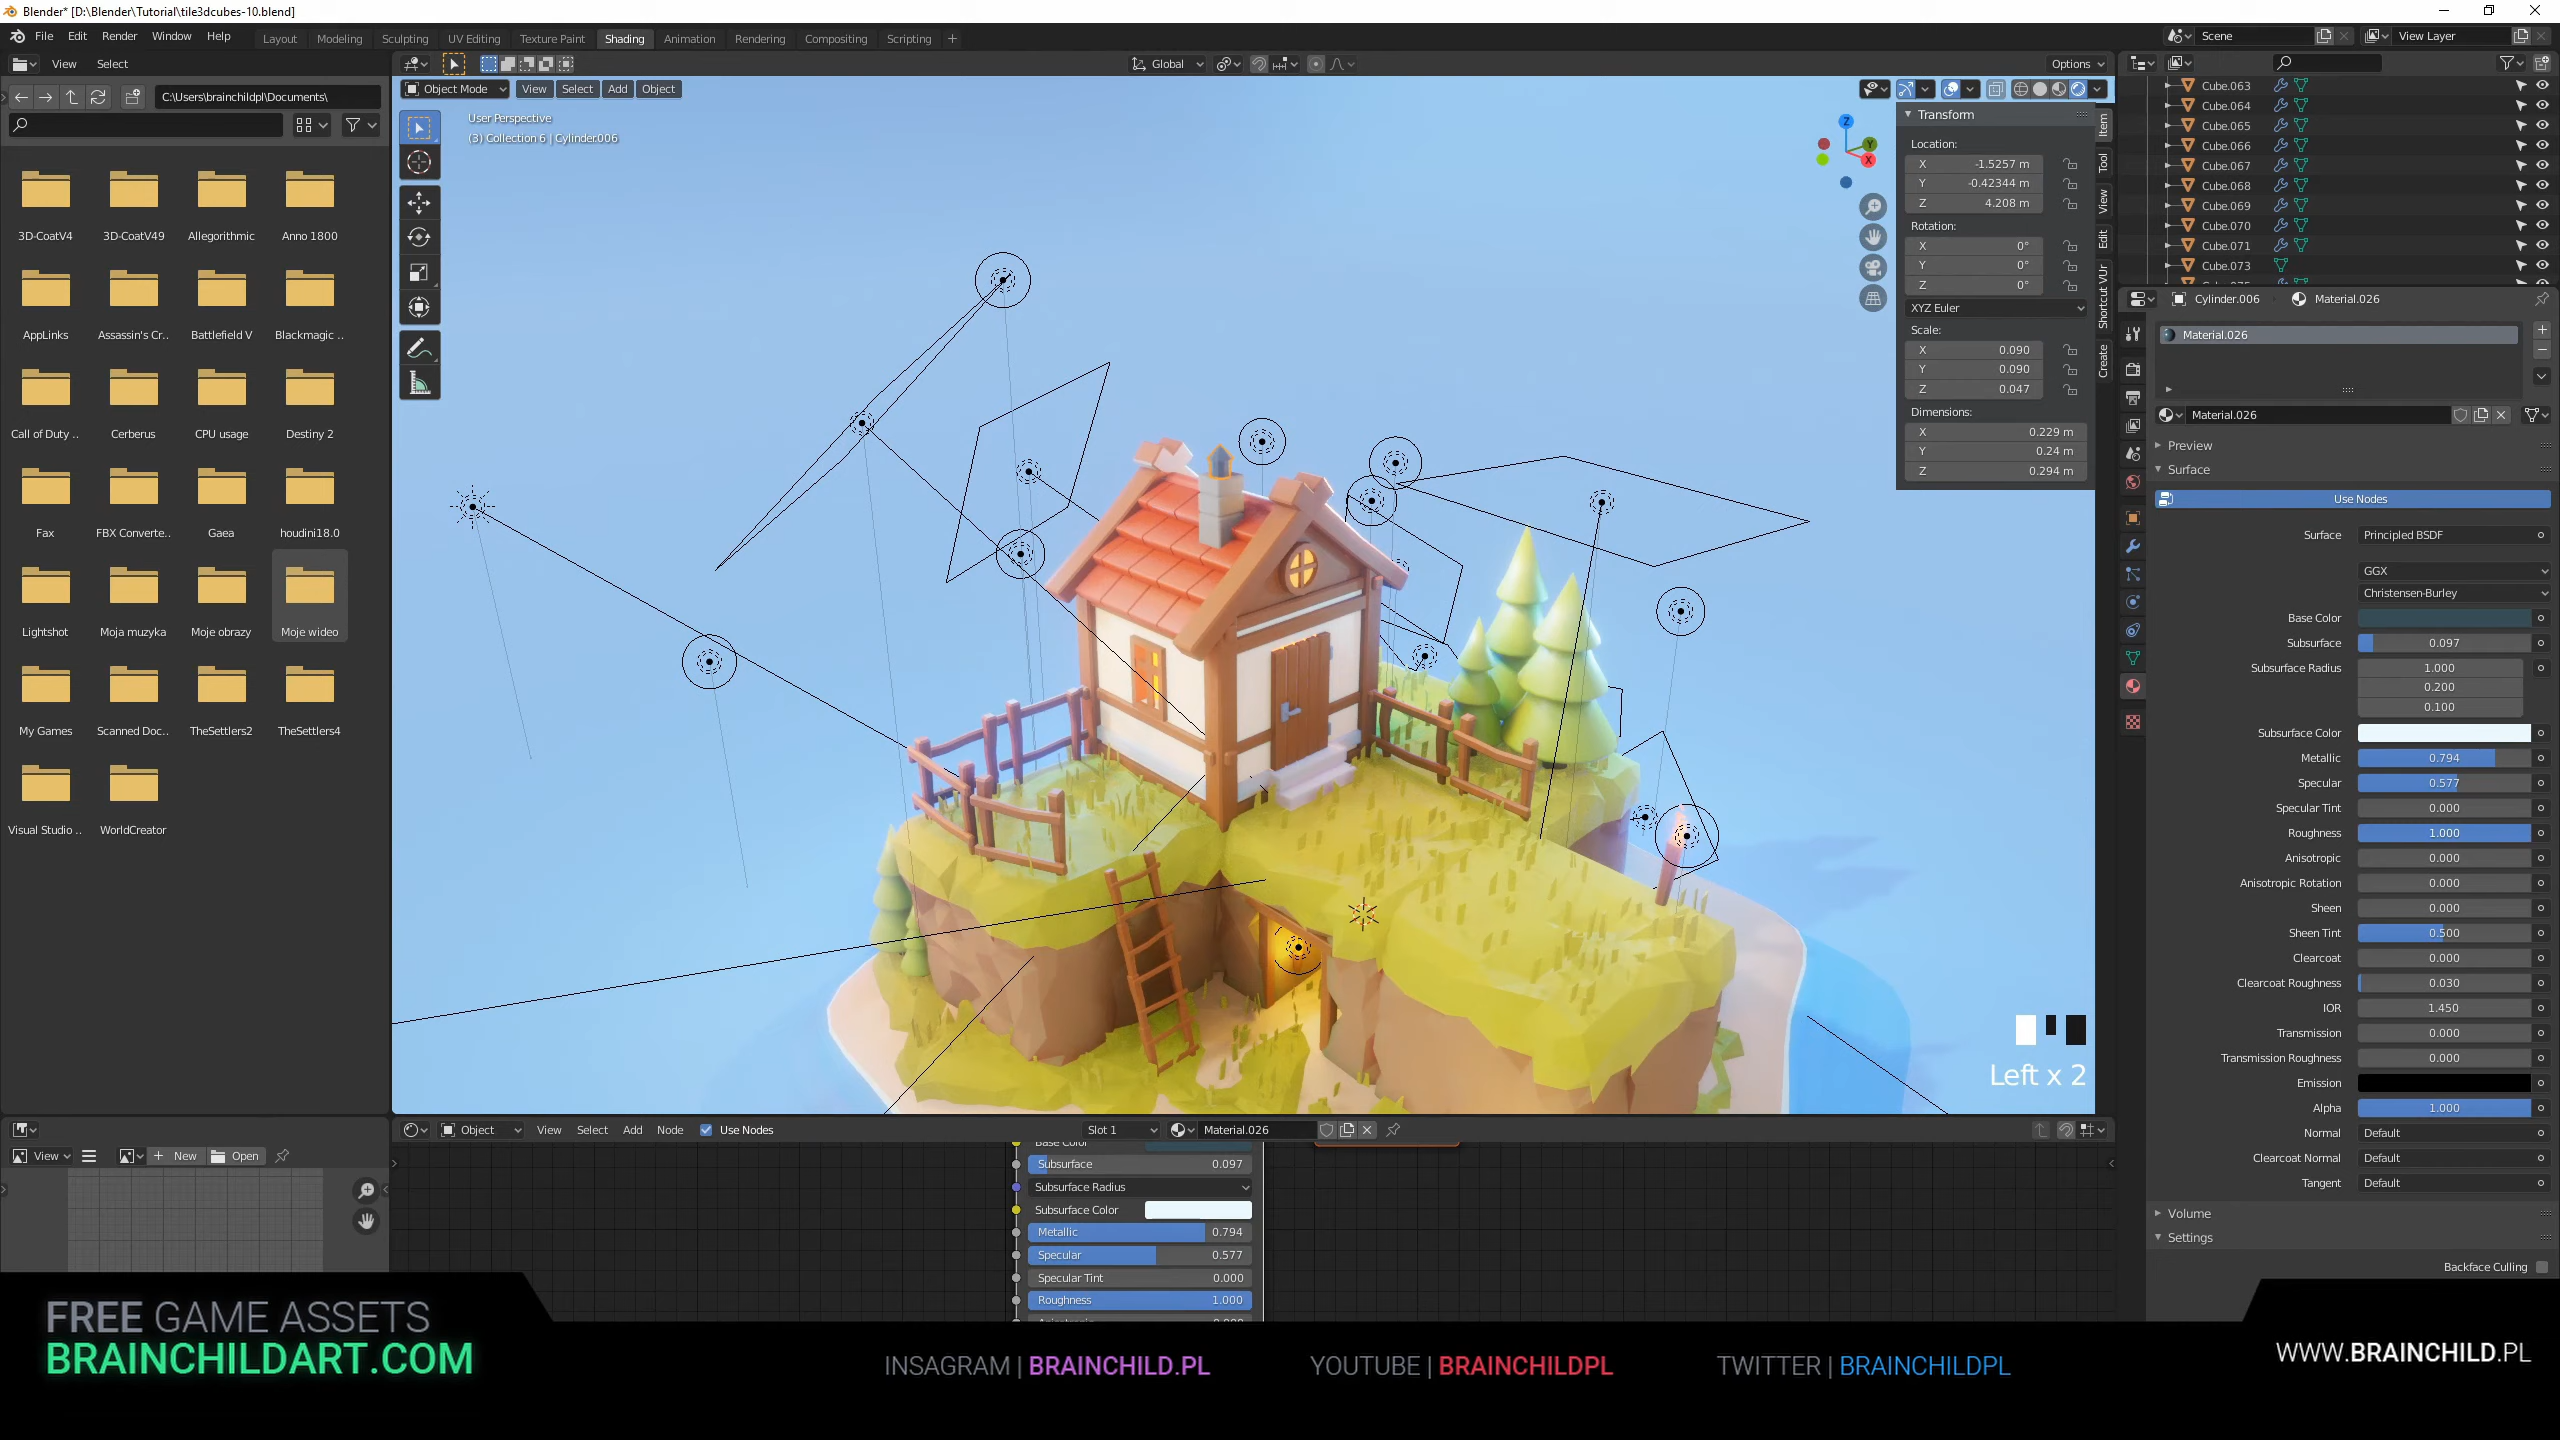 Blender* [D:\Blender\Tutorial\tile3dcubes-10.blend]
File Edit Render Window Help
Layout Modeling Sculpting UV Editing Texture Paint Shading Animation Rendering Compositing Scripting +
Scene
View Layer
View Select
Global
Options
C:\Users\brainchildpl\Documents\
Object Mode View Select Add Object
User Perspective
(3) Collection 6 | Cylinder.006
3D-CoatV4 3D-CoatV49 Allegorithmic Anno 1800
AppLinks Assassin's Cr.. Battlefield V Blackmagic ..
Call of Duty .. Cerberus CPU usage Destiny 2
Fax FBX Converte.. Gaea houdini18.0
Lightshot Moja muzyka Moje obrazy Moje wideo
My Games Scanned Doc.. TheSettlers2 TheSettlers4
Visual Studio .. WorldCreator
Z
Y
X
Transform
Location:
X -1.5257 m
Y -0.42344 m
Z 4.208 m
Rotation:
X 0°
Y 0°
Z 0°
XYZ Euler
Scale:
X 0.090
Y 0.090
Z 0.047
Dimensions:
X 0.229 m
Y 0.24 m
Z 0.294 m
Item
Tool
View
Edit
Shortcut VUr
Create
Left x 2
Cube.063
Cube.064
Cube.065
Cube.066
Cube.067
Cube.068
Cube.069
Cube.070
Cube.071
Cube.073
Cylinder.006 Material.026
Material.026
Material.026
Preview
Surface
Use Nodes
Surface Principled BSDF
GGX
Christensen-Burley
Base Color
Subsurface 0.097
Subsurface Radius 1.000
0.200
0.100
Subsurface Color
Metallic 0.794
Specular 0.577
Specular Tint 0.000
Roughness 1.000
Anisotropic 0.000
Anisotropic Rotation 0.000
Sheen 0.000
Sheen Tint 0.500
Clearcoat 0.000
Clearcoat Roughness 0.030
IOR 1.450
Transmission 0.000
Transmission Roughness 0.000
Emission
Alpha 1.000
Normal Default
Clearcoat Normal Default
Tangent Default
Volume
Settings
Backface Culling
View New Open
Object View Select Add Node Use Nodes Slot 1 Material.026
Base Color
Subsurface 0.097
Subsurface Radius
Subsurface Color
Metallic 0.794
Specular 0.577
Specular Tint 0.000
Roughness 1.000
FREE GAME ASSETS
BRAINCHILDART.COM
INSAGRAM | BRAINCHILD.PL
YOUTUBE | BRAINCHILDPL
TWITTER | BRAINCHILDPL
WWW.BRAINCHILD.PL